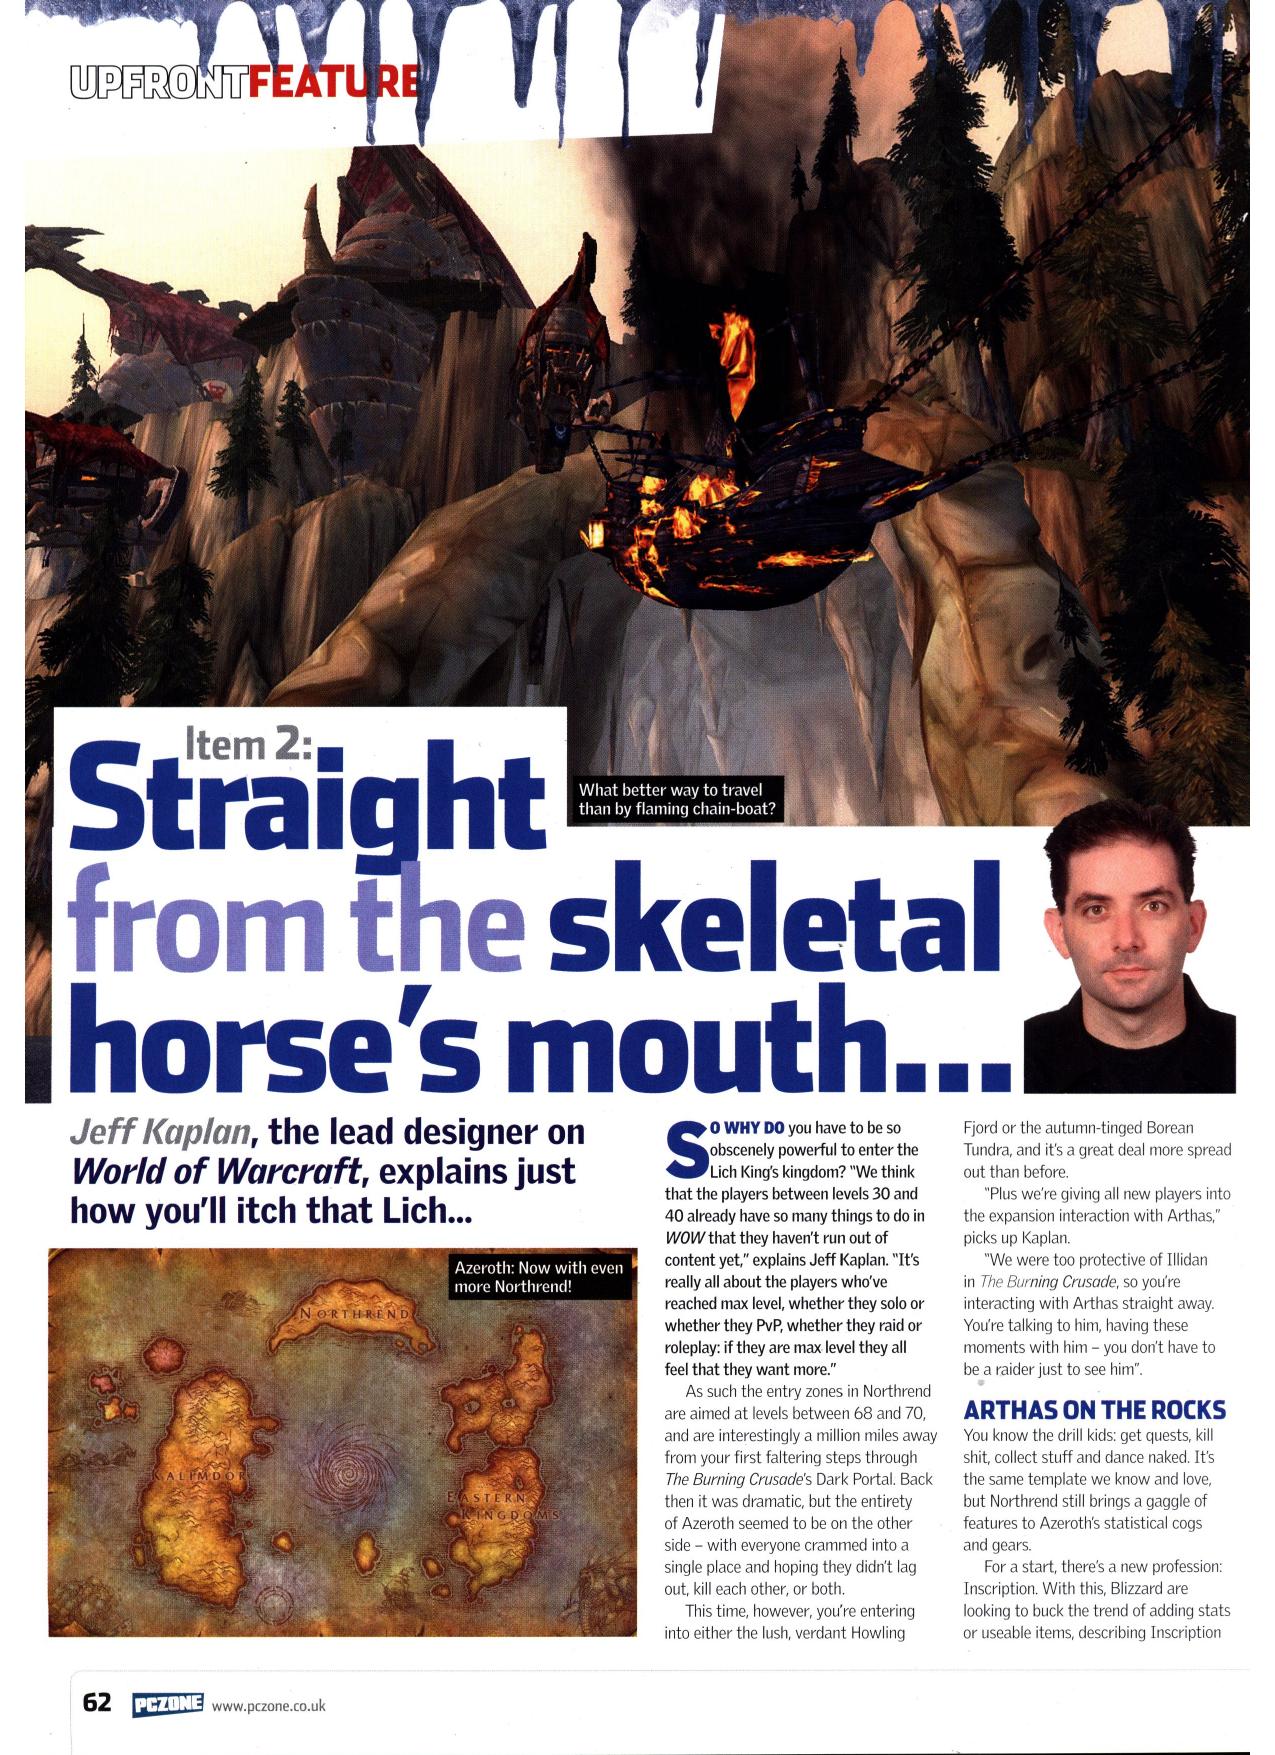 UPFRONTFEATURE
What better way to travel
than by flaming chain-boat?
Item 2:
Straight
from the skeletal
horse's mouth...
Jeff Kaplan, the lead designer on
World of Warcraft, explains just
how you'll itch that Lich...
Azeroth: Now with even
more Northrend!
NORTHREND
KALIMDOR
EASTERN
KINGDOMS
SO WHY DO you have to be so
obscenely powerful to enter the
Lich King's kingdom? "We think
that the players between levels 30 and
40 already have so many things to do in
WOW that they haven't run out of
content yet," explains Jeff Kaplan. "It's
really all about the players who've
reached max level, whether they solo or
whether they PvP, whether they raid or
roleplay: if they are max level they all
feel that they want more."
As such the entry zones in Northrend
are aimed at levels between 68 and 70,
and are interestingly a million miles away
from your first faltering steps through
The Burning Crusade's Dark Portal. Back
then it was dramatic, but the entirety
of Azeroth seemed to be on the other
side – with everyone crammed into a
single place and hoping they didn't lag
out, kill each other, or both.
This time, however, you're entering
into either the lush, verdant Howling
Fjord or the autumn-tinged Borean
Tundra, and it's a great deal more spread
out than before.
"Plus we're giving all new players into
the expansion interaction with Arthas,"
picks up Kaplan.
"We were too protective of Illidan
in The Burning Crusade, so you're
interacting with Arthas straight away.
You're talking to him, having these
moments with him – you don't have to
be a raider just to see him".
ARTHAS ON THE ROCKS
You know the drill kids: get quests, kill
shit, collect stuff and dance naked. It's
the same template we know and love,
but Northrend still brings a gaggle of
features to Azeroth's statistical cogs
and gears.
For a start, there's a new profession:
Inscription. With this, Blizzard are
looking to buck the trend of adding stats
or useable items, describing Inscription
62 PCZONE www.pczone.co.uk